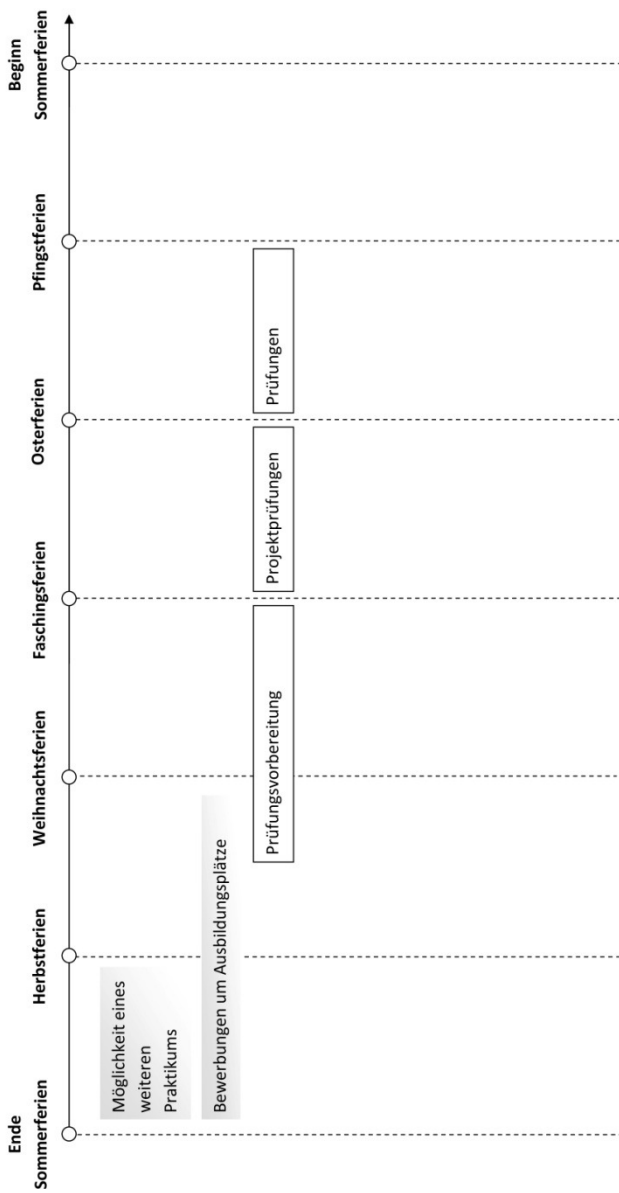 Ende
Sommerferien
Herbstferien
Weihnachtsferien
Faschingsferien
Osterferien
Pfingstferien
Beginn
Sommerferien
Möglichkeit eines
weiteren
Praktikums
Bewerbungen um Ausbildungsplätze
Prüfungsvorbereitung
Projektprüfungen
Prüfungen